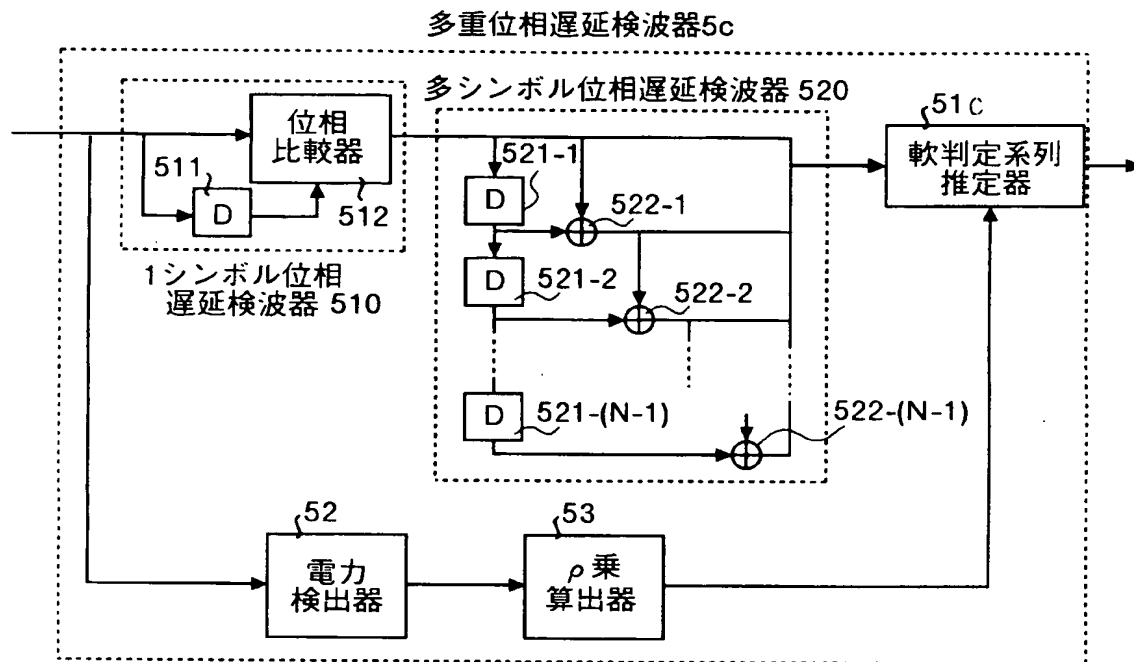 多重位相遅延検波器5c
多シンボル位相遅延検波器 520
位相
比較器
511
D
512
1シンボル位相
遅延検波器 510
521-1
D
522-1
D
521-2
522-2
D
521-(N-1)
522-(N-1)
51C
軟判定系列
推定器
52
電力
検出器
53
ρ乗
算出器